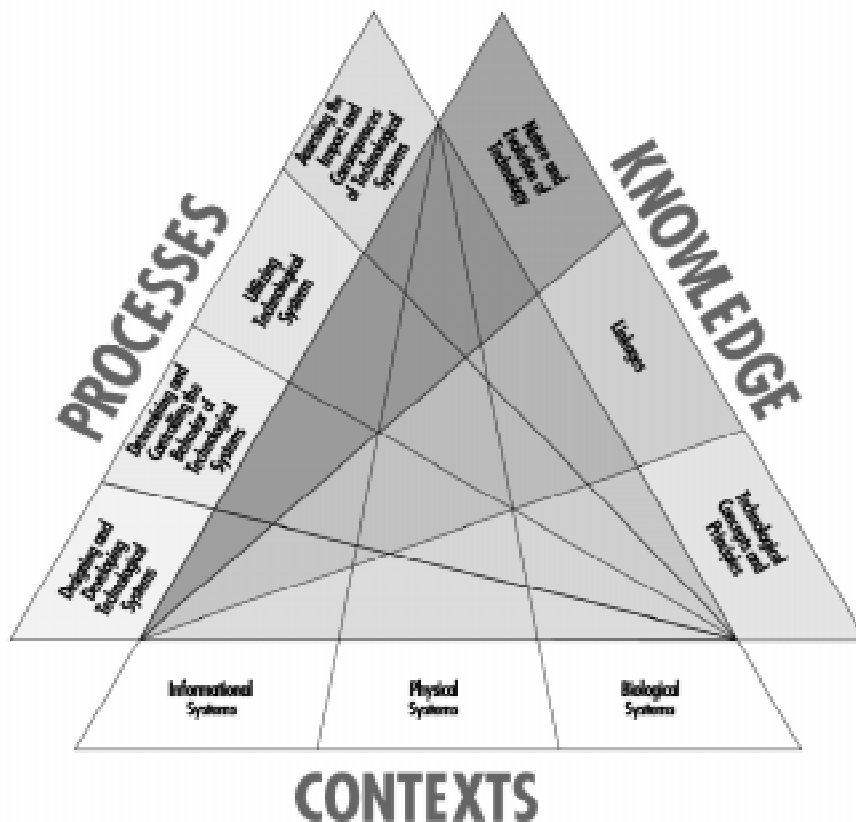 PROCESSES
KNOWLEDGE
CONTEXTS
Assessing the
Impact and
Consequences
of Technological
Systems
Utilizing
Technological
Systems
Determining and
Controlling the
Behavior of
Technological
Systems
Designing and
Developing
Technological
Systems
Nature and
Evolution of
Technology
Linkages
Technological
Concepts and
Principles
Informational
Systems
Physical
Systems
Biological
Systems